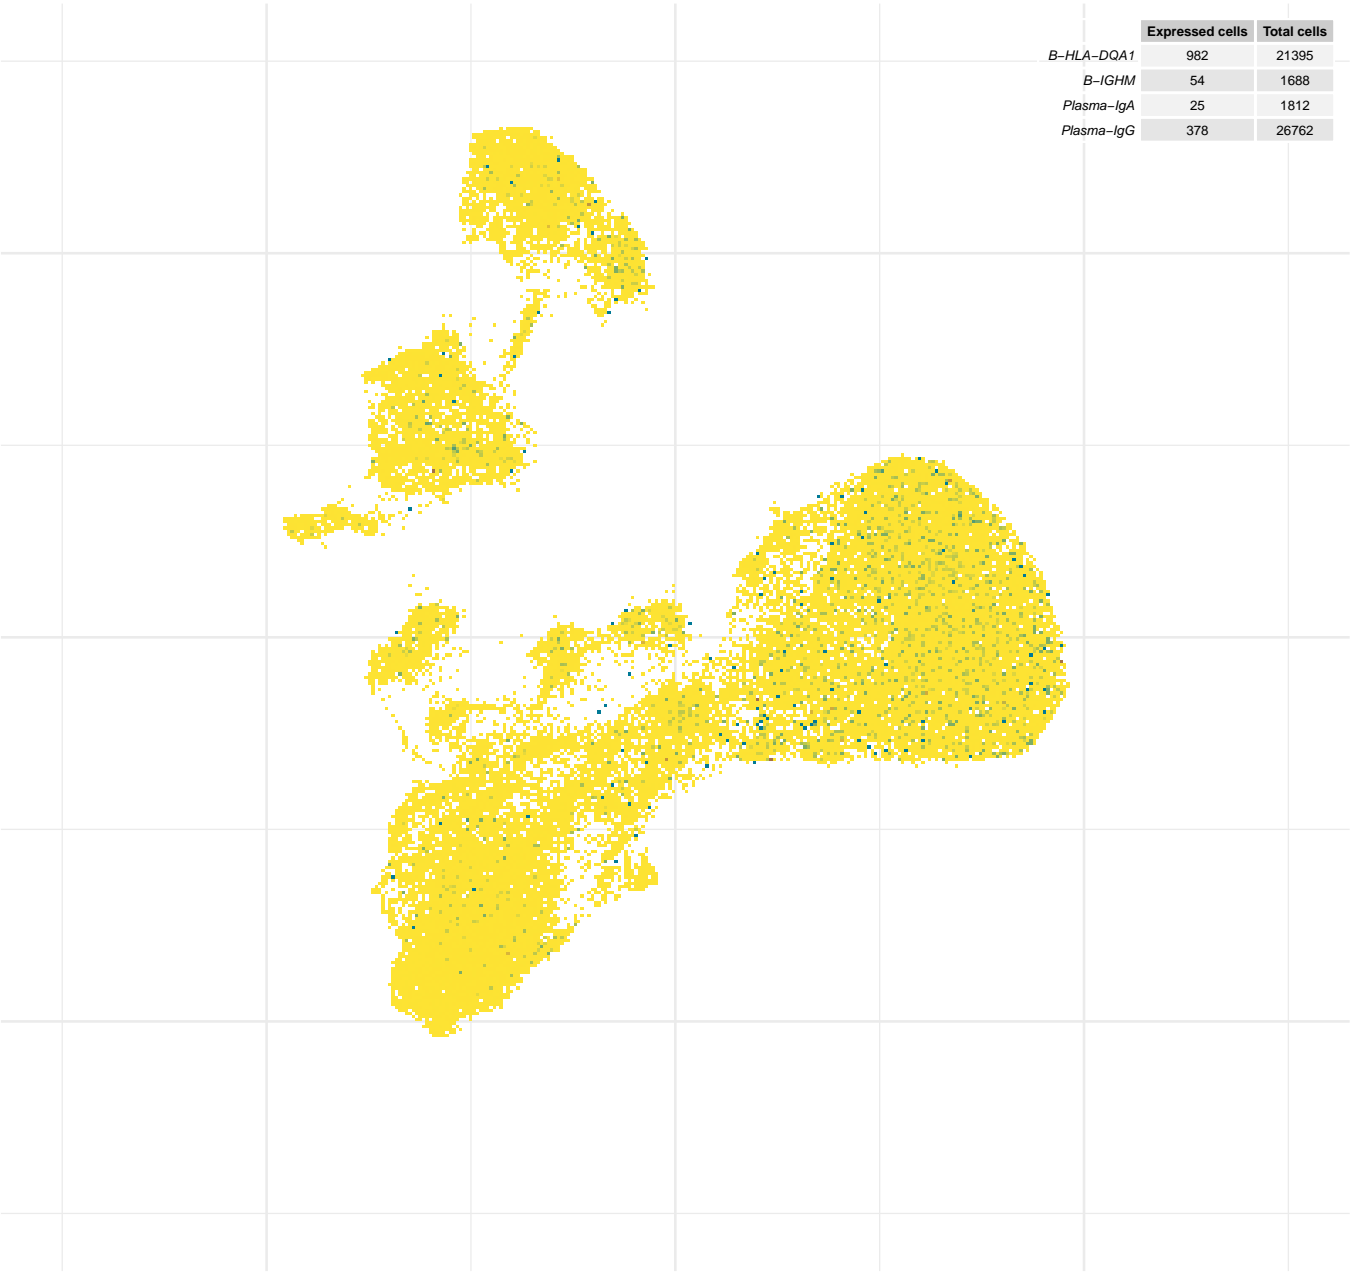 Expressed cells Total cells
B−HLA−DQA1 982 21395
B−IGHM 54 1688
Plasma−IgA 25 1812
Plasma−IgG 378 26762